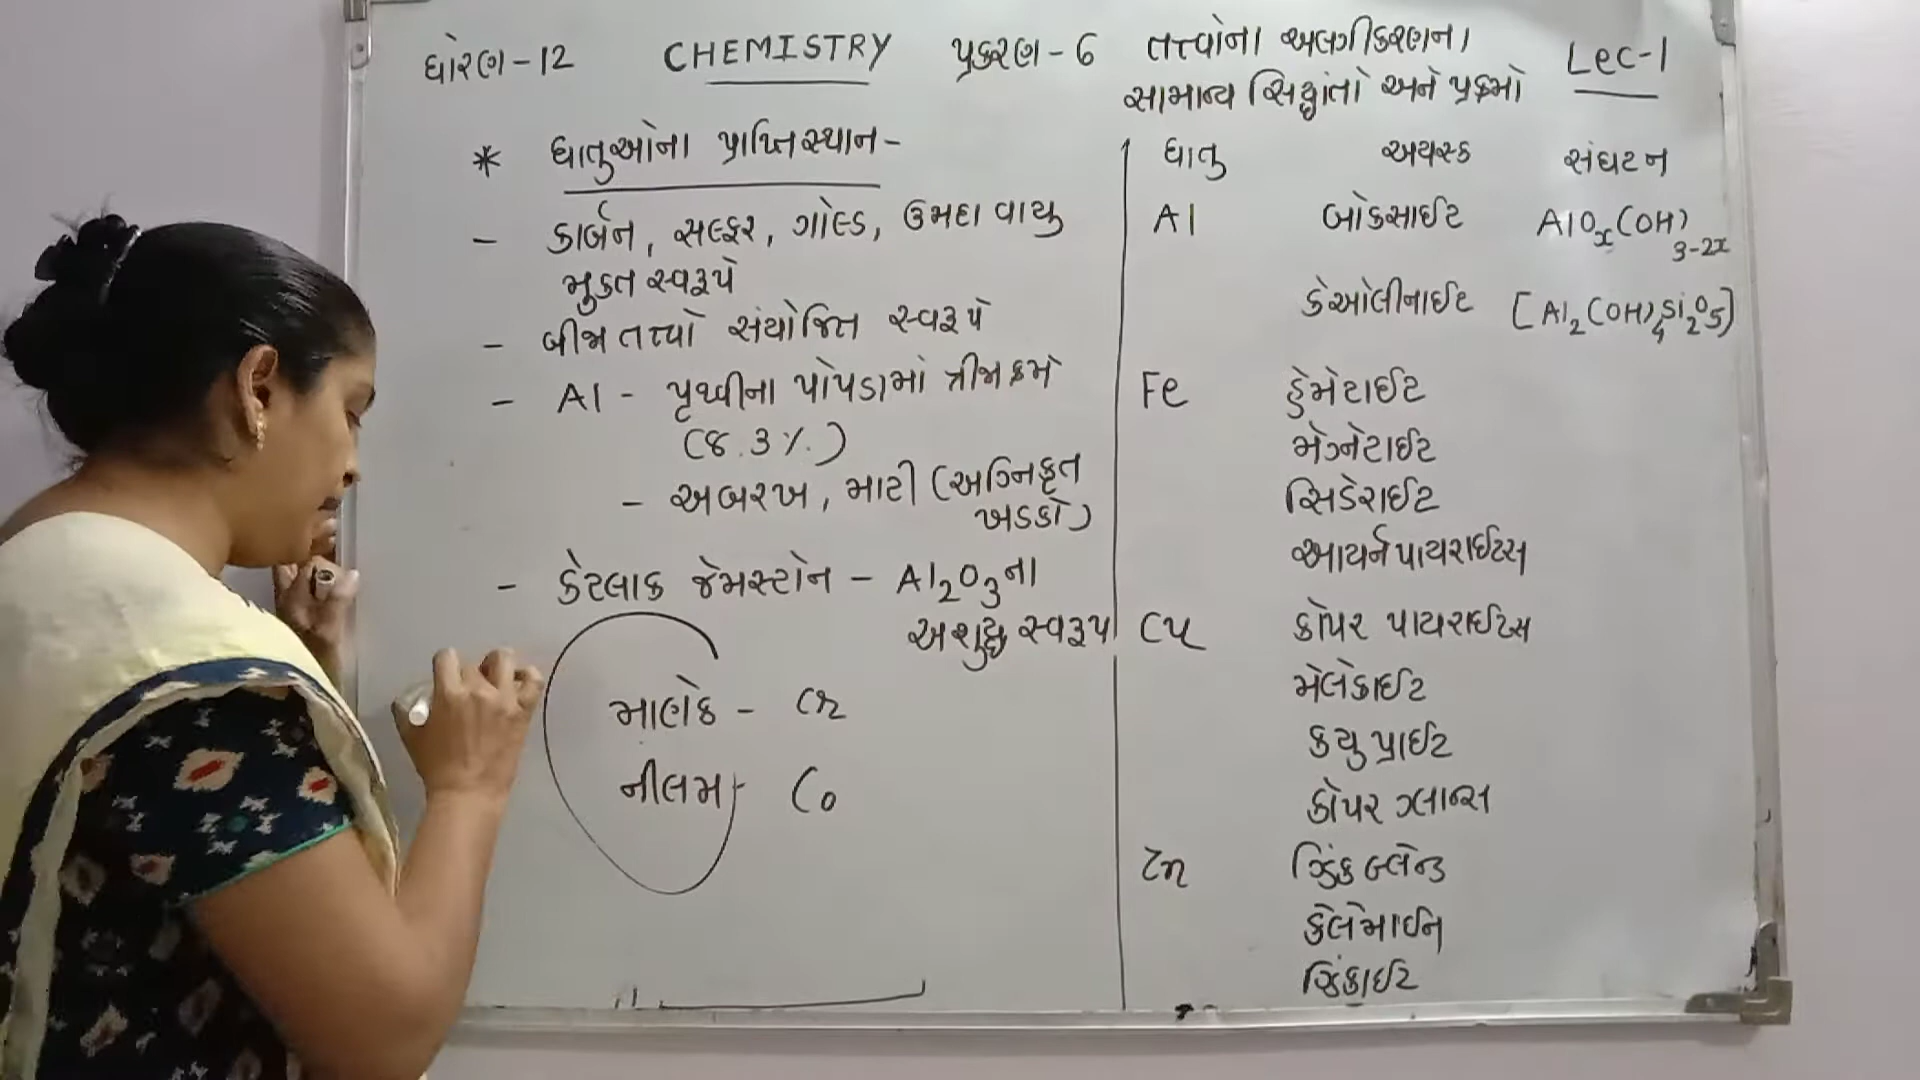 ધોરણ-12 CHEMISTRY પ્રકરણ-6 તત્ત્વોના અલગીકરણના Lec-1
સામાન્ય સિદ્ધાંતો અને પ્રક્રમો
* ધાતુઓના પ્રાપ્તિસ્થાન-
- કાર્બન, સલ્ફર, ગોલ્ડ, ઉમદા વાયુ
મુક્ત સ્વરૂપે
- બીજા તત્ત્વો સંયોજિત સ્વરૂપે
- Al - પૃથ્વીના પોપડામાં ત્રીજા ક્રમે
(8.3%.)
- અબરખ, માટી (અગ્નિકૃત
ખડકો)
- કેટલાક જેમસ્ટોન - Al2O3ના
અશુદ્ધ સ્વરૂપ
માણેક - Cr
નીલમ - Co
ધાતુ અયસ્ક સંઘટન
Al બોક્સાઈટ AlOx(OH)3-2x
કેઓલીનાઈટ [Al2(OH)4Si2O5]
Fe હેમેટાઈટ
મેગ્નેટાઈટ
સિડેરાઈટ
આયર્ન પાયરાઈટસ
Cu કોપર પાયરાઈટસ
મેલેકાઈટ
ક્યુપ્રાઈટ
કોપર ગ્લાન્સ
Zn ઝિંક બ્લેન્ડ
કેલેમાઈન
ઝિંકાઈટ